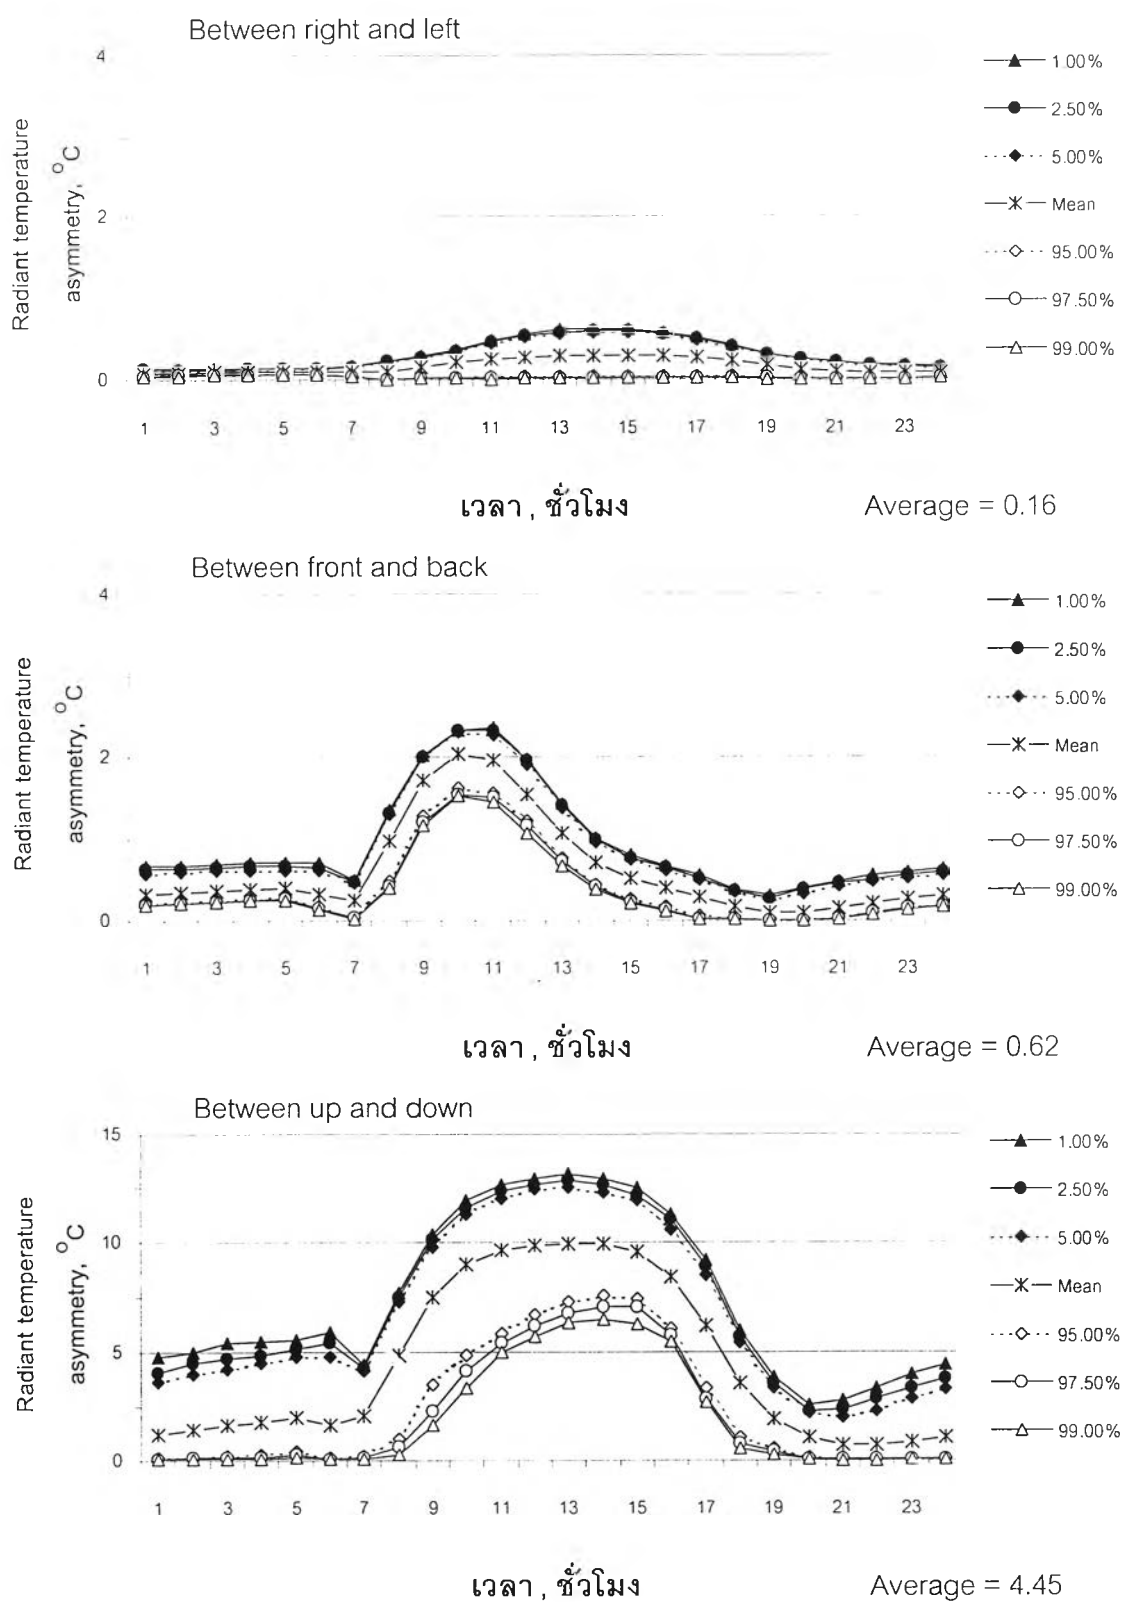 Between right and left
4
2
0
Radiant temperature
asymmetry, °C
1 3 5 7 9 11 13 15 17 19 21 23
1.00%
2.50%
5.00%
Mean
95.00%
97.50%
99.00%
เวลา , ชั่วโมง
Average = 0.16
Between front and back
4
2
0
Radiant temperature
asymmetry, °C
1 3 5 7 9 11 13 15 17 19 21 23
1.00%
2.50%
5.00%
Mean
95.00%
97.50%
99.00%
เวลา , ชั่วโมง
Average = 0.62
Between up and down
15
10
5
0
Radiant temperature
asymmetry, °C
1 3 5 7 9 11 13 15 17 19 21 23
1.00%
2.50%
5.00%
Mean
95.00%
97.50%
99.00%
เวลา , ชั่วโมง
Average = 4.45